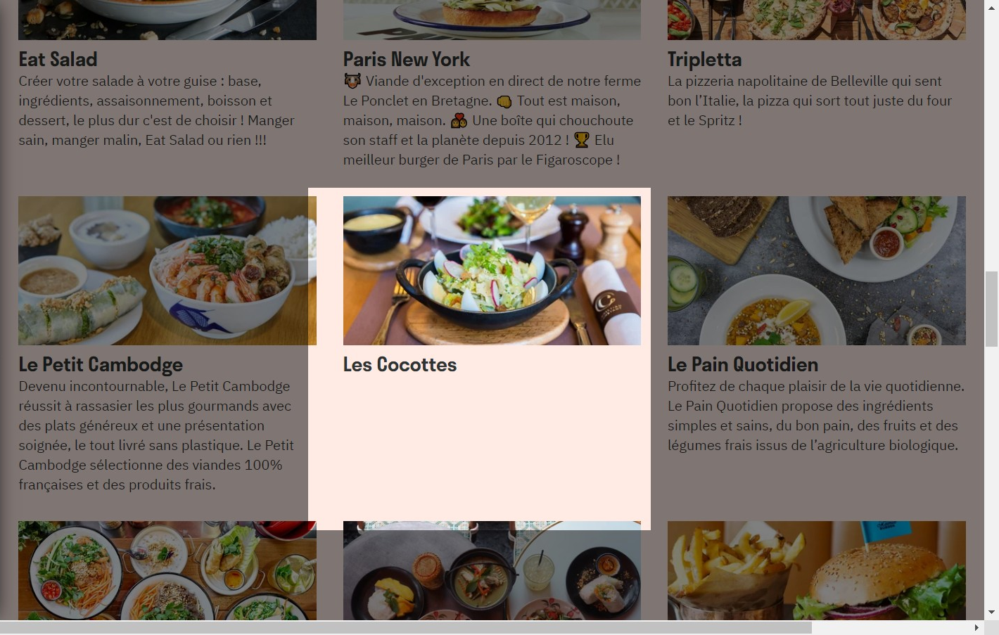 Eat Salad
Créer votre salade à votre guise : base,
ingrédients, assaisonnement, boisson et
dessert, le plus dur c'est de choisir ! Manger
sain, manger malin, Eat Salad ou rien !!!
Paris New York
🐮 Viande d'exception en direct de notre ferme
Le Ponclet en Bretagne. 👊 Tout est maison,
maison, maison. 💑 Une boîte qui chouchoute
son staff et la planète depuis 2012 ! 🏆 Elu
meilleur burger de Paris par le Figaroscope !
Tripletta
La pizzeria napolitaine de Belleville qui sent
bon l’Italie, la pizza qui sort tout juste du four
et le Spritz !
Le Petit Cambodge
Devenu incontournable, Le Petit Cambodge
réussit à rassasier les plus gourmands avec
des plats généreux et une présentation
soignée, le tout livré sans plastique. Le Petit
Cambodge sélectionne des viandes 100%
françaises et des produits frais.
Les Cocottes
Le Pain Quotidien
Profitez de chaque plaisir de la vie quotidienne.
Le Pain Quotidien propose des ingrédients
simples et sains, du bon pain, des fruits et des
légumes frais issus de l’agriculture biologique.